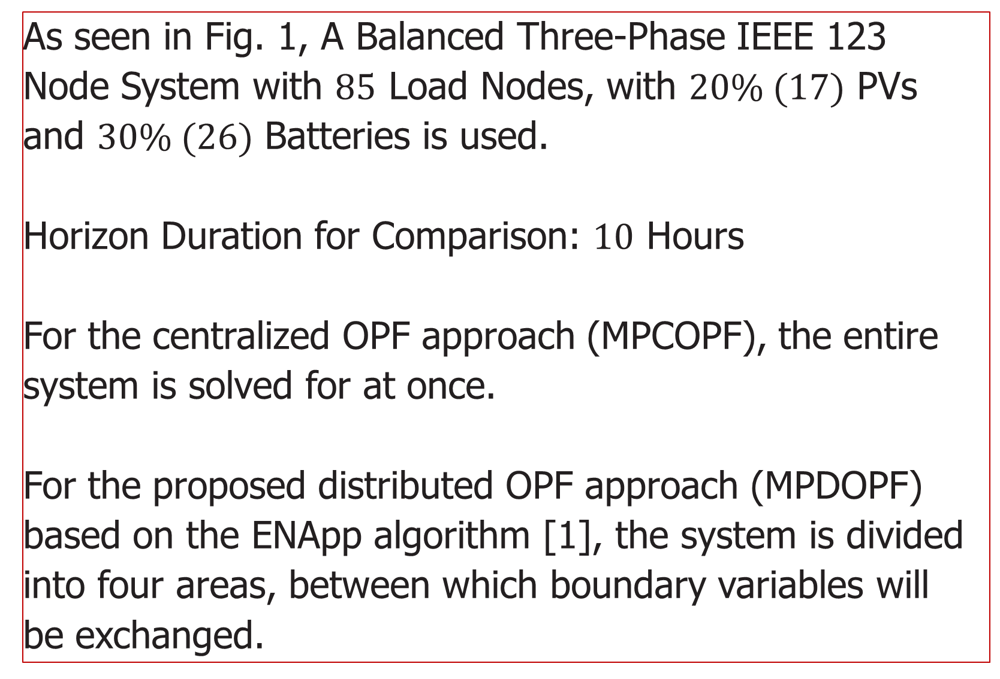 As seen in Fig. 1, A Balanced Three-Phase IEEE 123
Node System with 85 Load Nodes, with 20% (17) PVs
and 30% (26) Batteries is used.
Horizon Duration for Comparison: 10 Hours
For the centralized OPF approach (MPCOPF), the entire
system is solved for at once.
For the proposed distributed OPF approach (MPDOPF)
based on the ENApp algorithm [1], the system is divided
into four areas, between which boundary variables will
be exchanged.